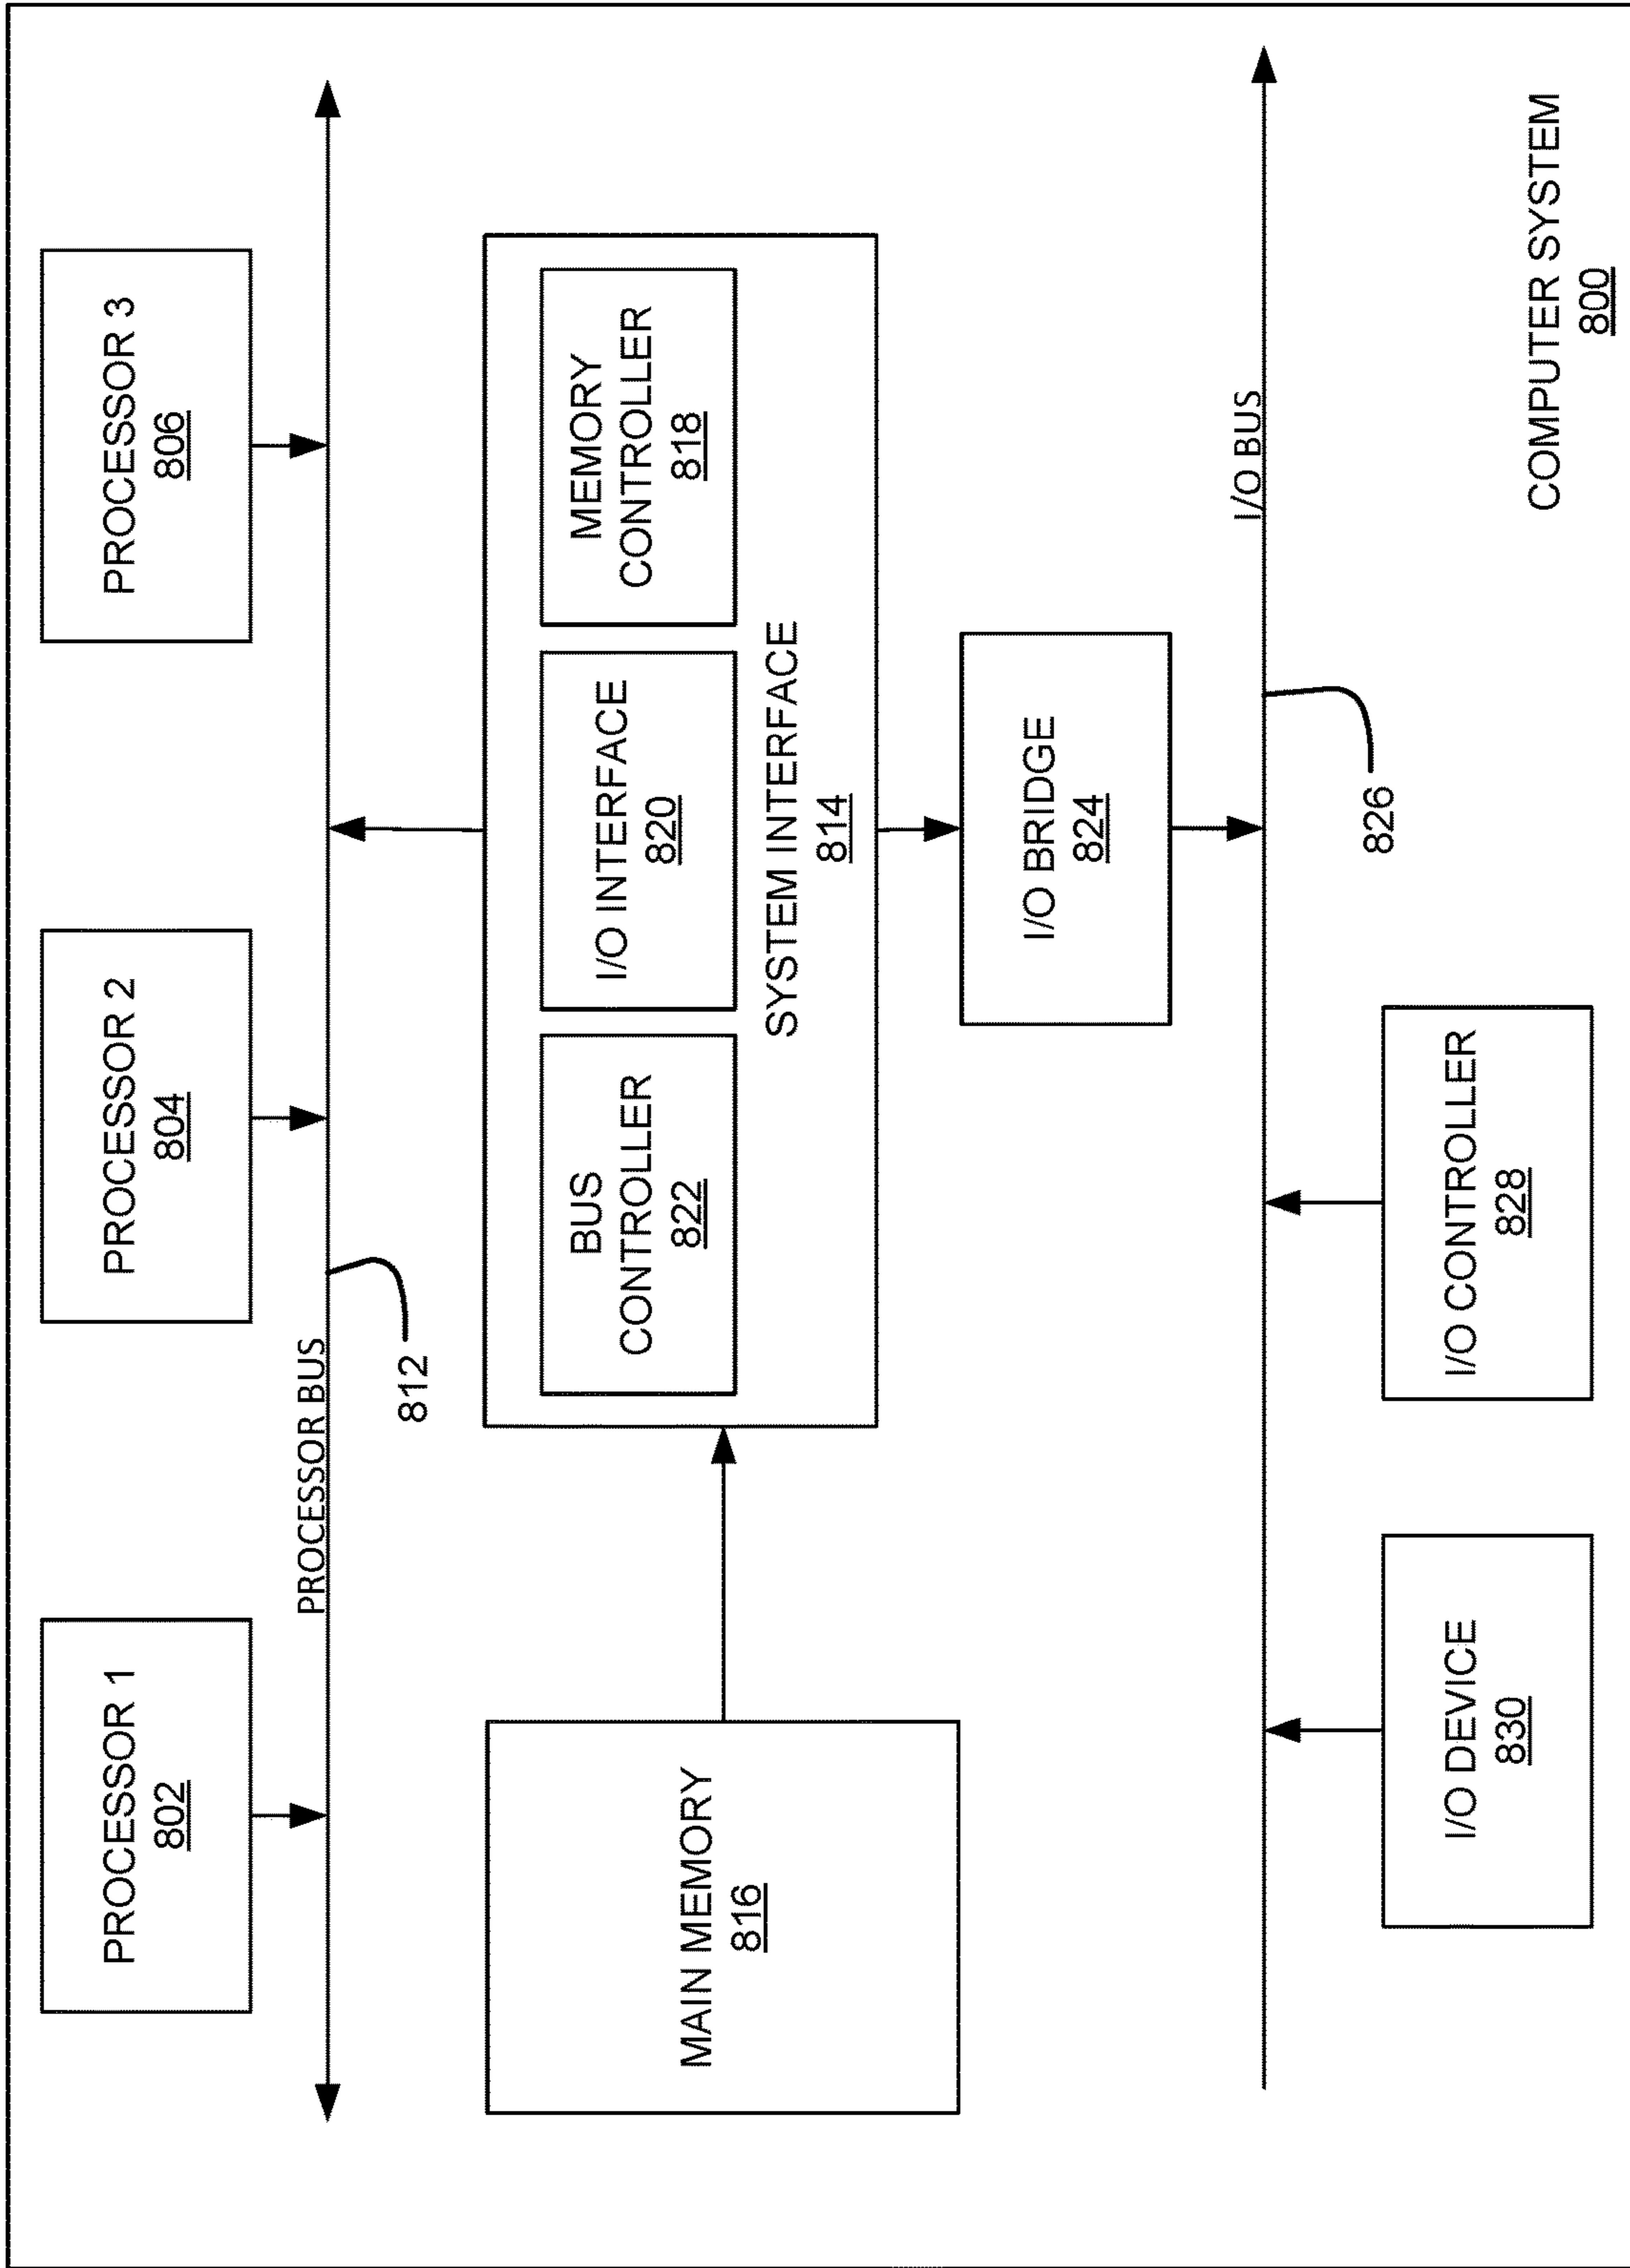 PROCESSOR 1
802
PROCESSOR 2
804
PROCESSOR 3
806
PROCESSOR BUS
812
MAIN MEMORY
816
BUS
CONTROLLER
822
I/O INTERFACE
820
MEMORY
CONTROLLER
818
SYSTEM INTERFACE
814
I/O BRIDGE
824
I/O BUS
826
I/O DEVICE
830
I/O CONTROLLER
828
COMPUTER SYSTEM
800